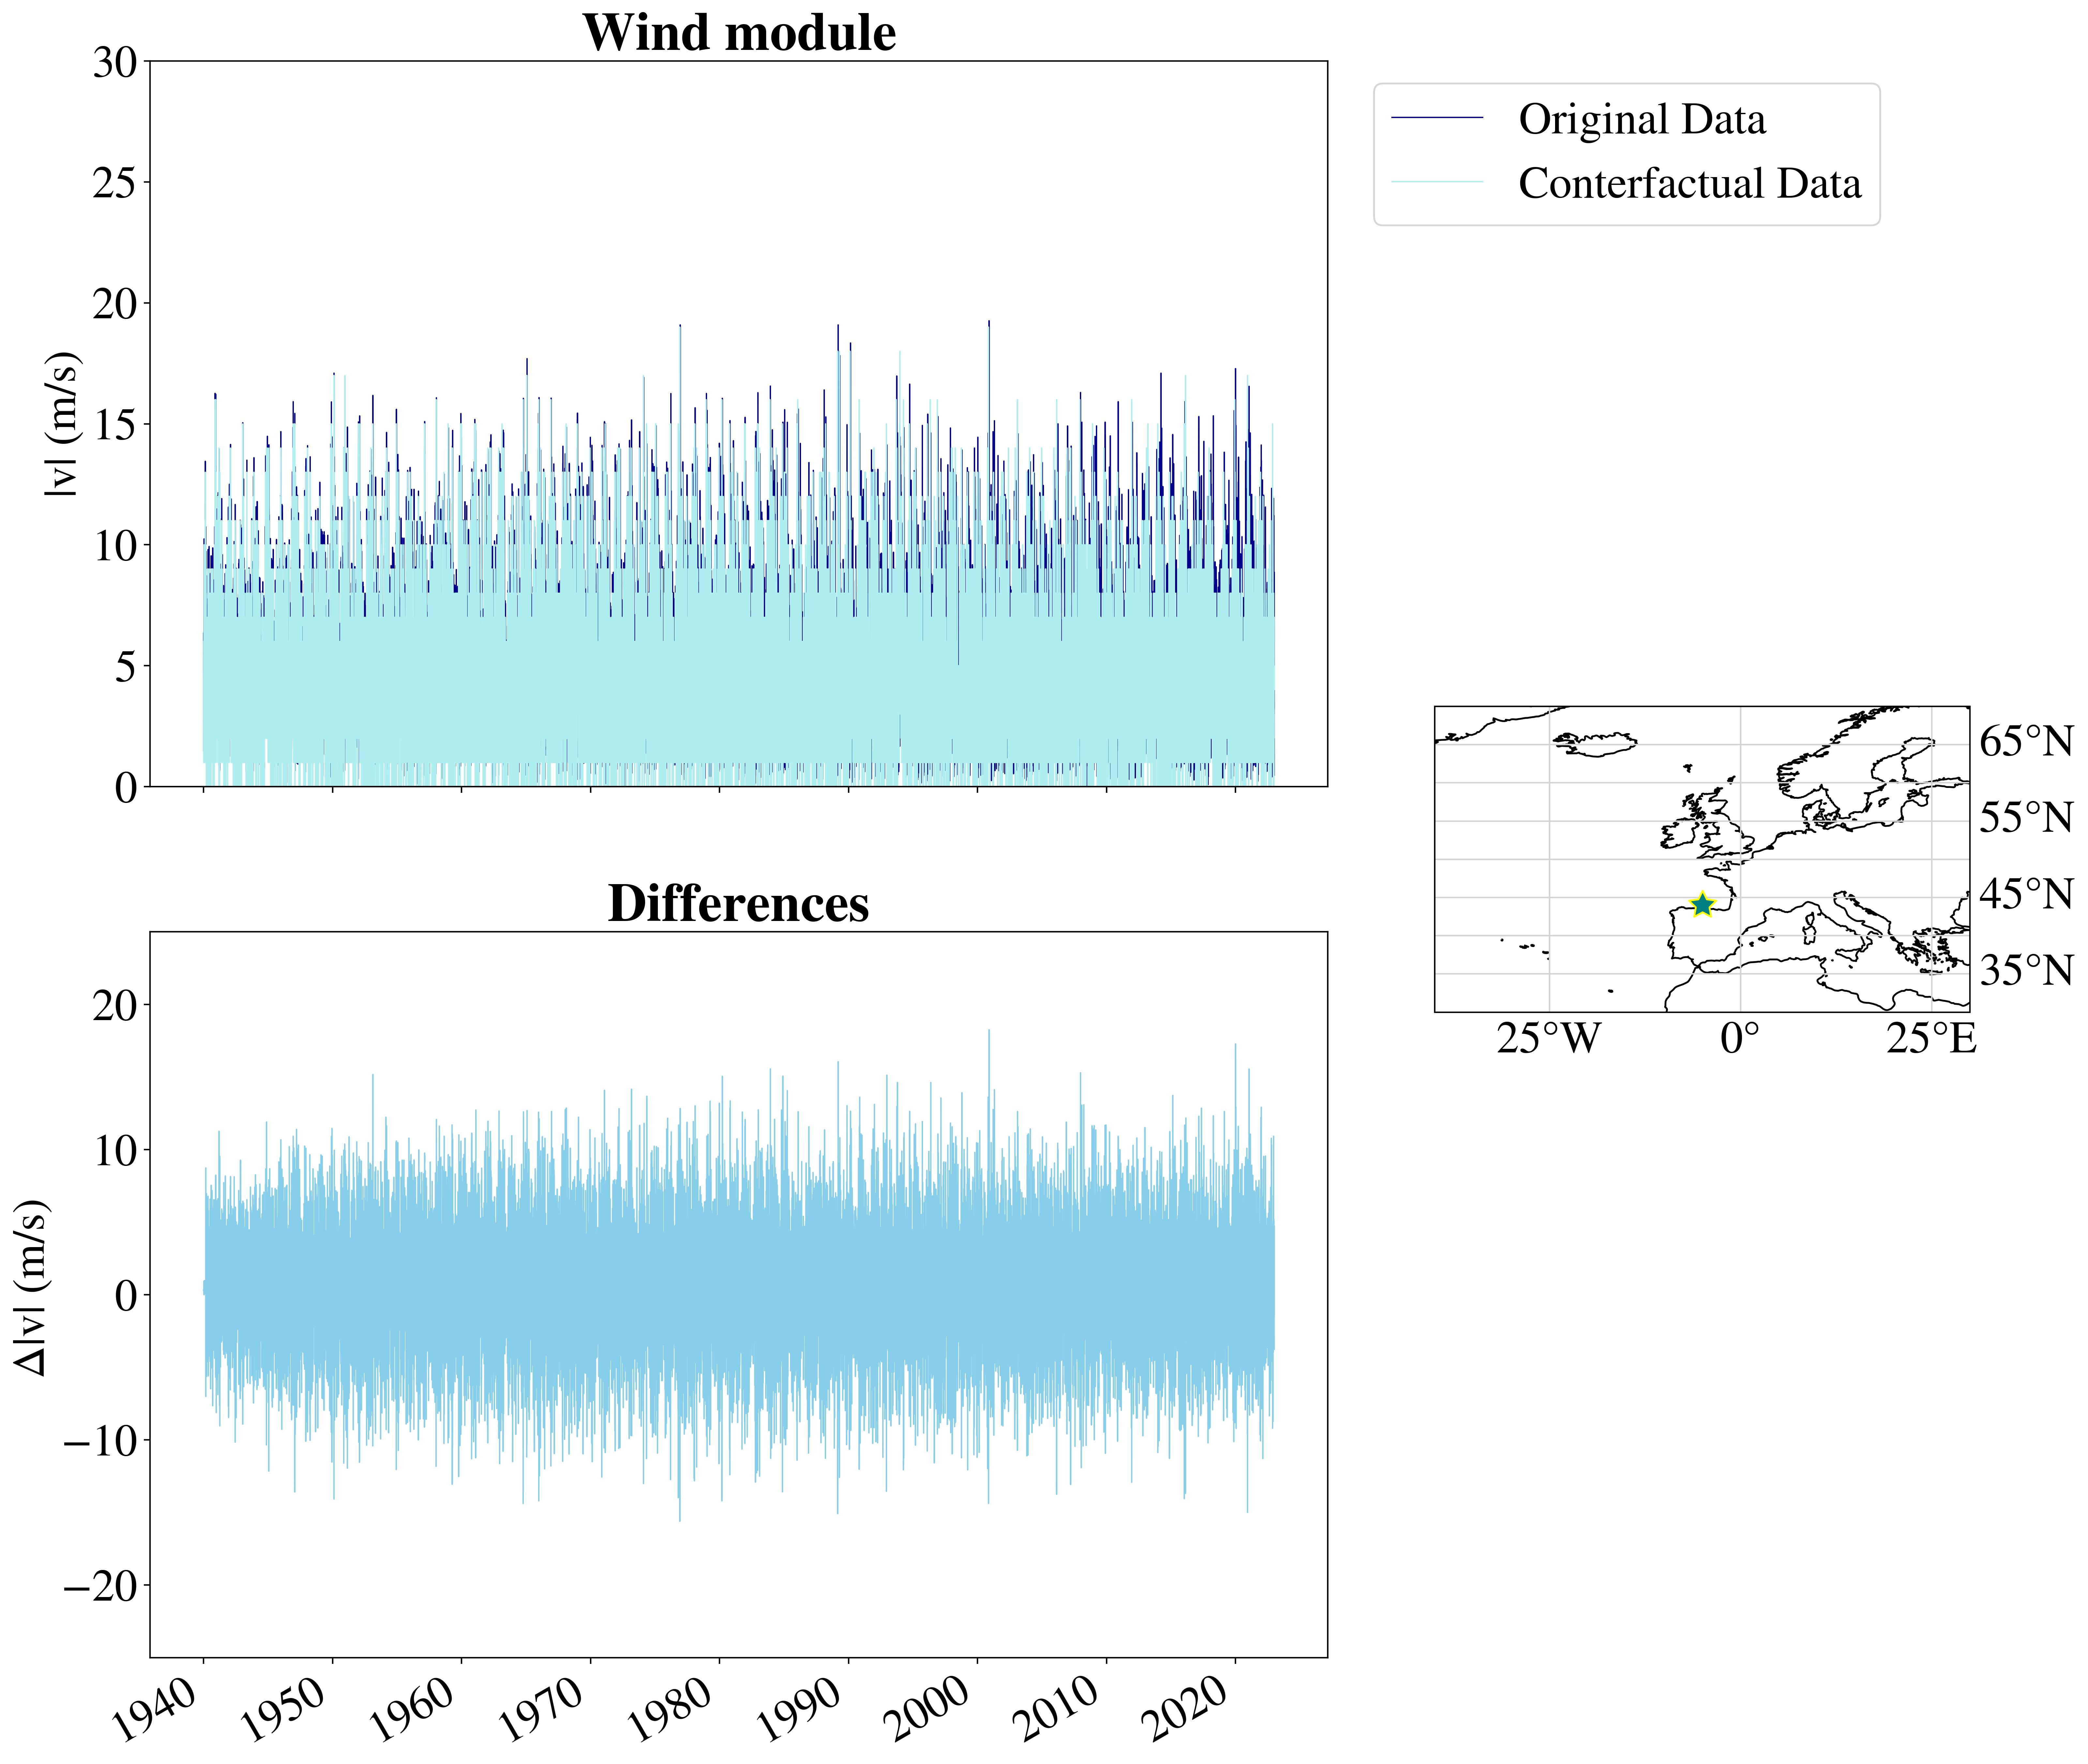 Wind module
30
25
20
15
10
5
0
|v| (m/s)
Original Data
Conterfactual Data
65°N
55°N
45°N
35°N
25°W 0° 25°E
Differences
20
10
0
−10
−20
Δ|v| (m/s)
1940 1950 1960 1970 1980 1990 2000 2010 2020